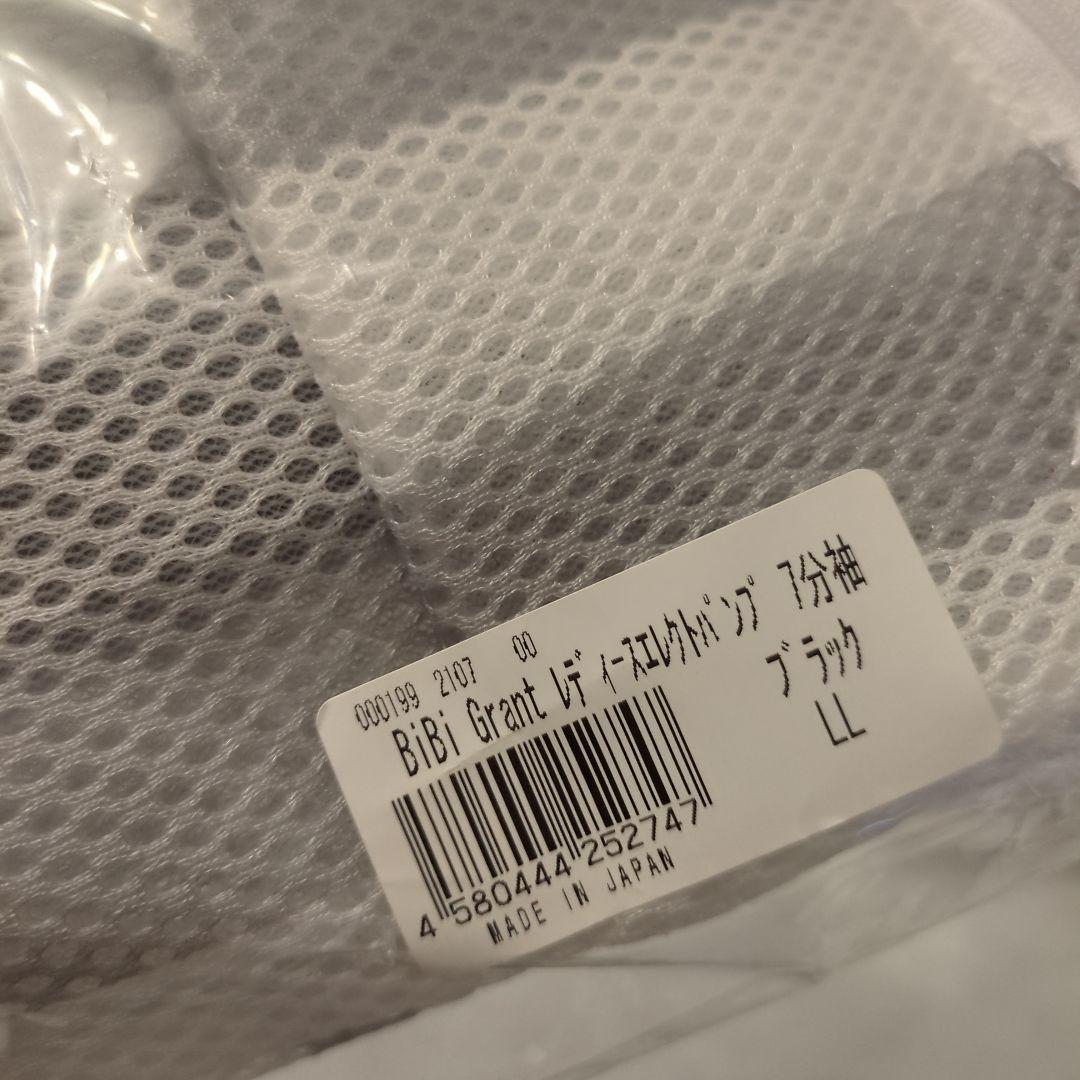 000199 2107 00
BiBi Grant ﾚﾃﾞｨｰｽｴﾚｸﾄﾊﾟﾝﾌﾟ 7分袖
ﾌﾞﾗｯｸ
LL
4 580444 252747
MADE IN JAPAN